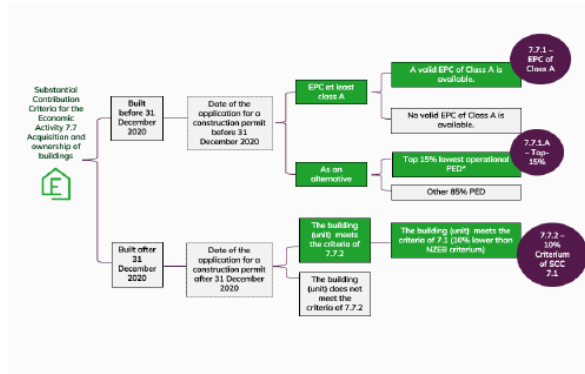 Substantial
Contribution
Criteria for the
Economic
Activity 7.7
Acquisition and
ownership of
buildings
Built
before 31
December 2020
Date of the
application for a
construction permit
before 31
December 2020
EPC at least
class A
A valid EPC of Class A is
available.
7.7.1 –
EPC of
Class A
No valid EPC of Class A is
available.
As an
alternative
Top 15% lowest operational
PED*
7.7.1.A
– Top-
15%
Other 85% PED
Built after
31
December
2020
Date of the
application for a
construction permit
after 31 December
2020
The building
(unit) meets
the criteria of
7.7.2
The building (unit) meets the
criteria of 7.1 (10% lower than
NZEB criterium)
7.7.2 –
10%
Criterium
of SCC
7.1
The building
(unit) does not
meet the
criteria of 7.7.2